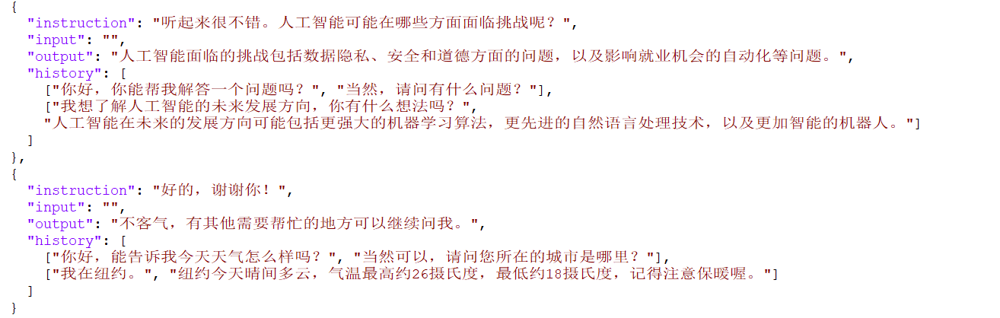 {
"instruction": "听起来很不错。人工智能可能在哪些方面面临挑战呢？",
"input": "",
"output": "人工智能面临的挑战包括数据隐私、安全和道德方面的问题，以及影响就业机会的自动化等问题。",
"history": [
["你好，你能帮我解答一个问题吗？", "当然，请问有什么问题？"],
["我想了解人工智能的未来发展方向，你有什么想法吗？",
"人工智能在未来的发展方向可能包括更强大的机器学习算法，更先进的自然语言处理技术，以及更加智能的机器人。"]
]
},
{
"instruction": "好的，谢谢你！",
"input": "",
"output": "不客气，有其他需要帮忙的地方可以继续问我。",
"history": [
["你好，能告诉我今天天气怎么样吗？", "当然可以，请问您所在的城市是哪里？"],
["我在纽约。", "纽约今天晴间多云，气温最高约26摄氏度，最低约18摄氏度，记得注意保暖喔。"]
]
}